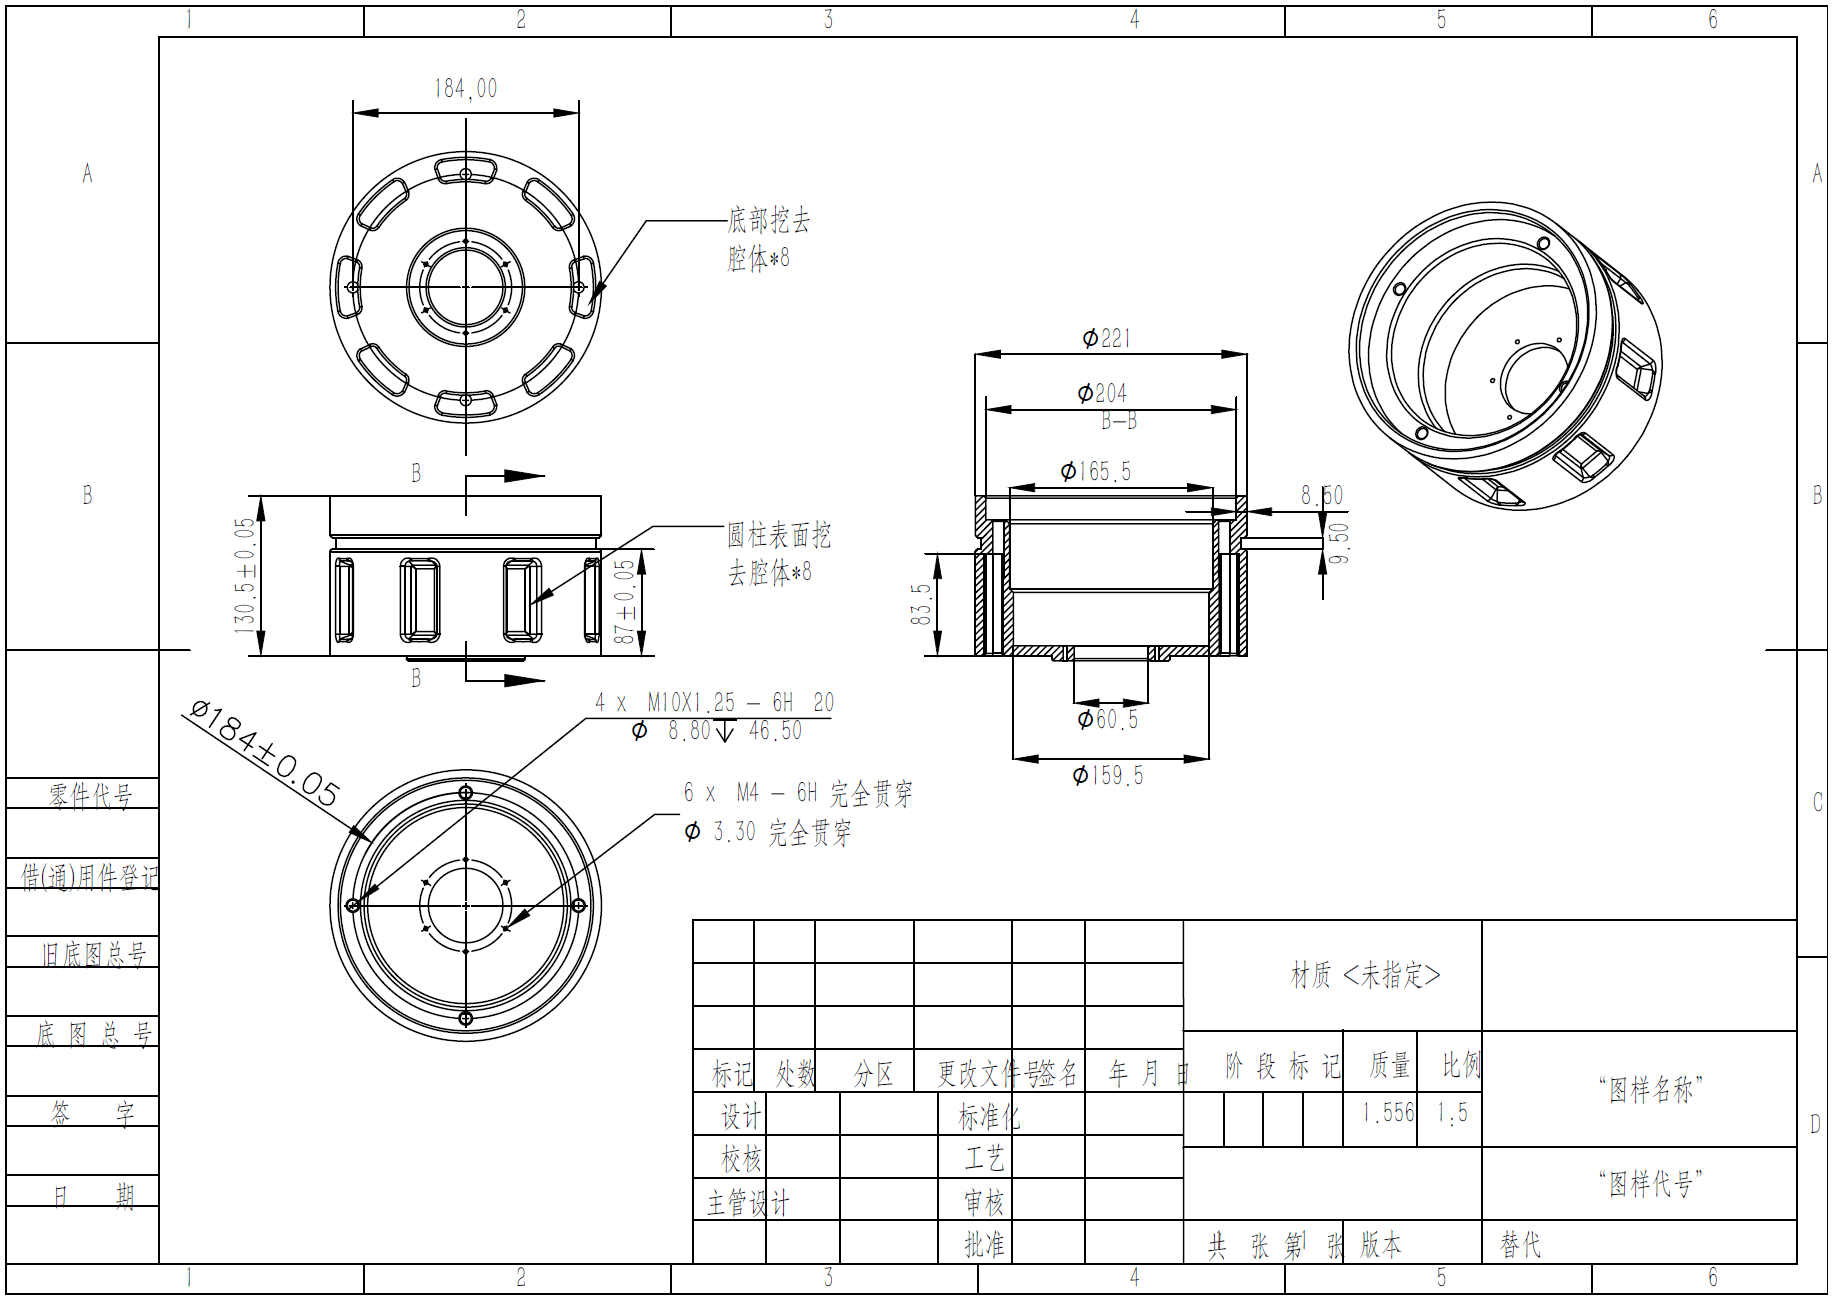 1 2 3 4 5 6
A A
184,00
底部挖去
腔体*8
B B
Φ221
Φ204
B-B
Φ165.5
8.50
9.50
B
圆柱表面挖
去腔体*8
130.5±0.05
87±0.05
83.5
B
4 x M10X1.25 - 6H 20
Φ 8.80↧ 46.50
Φ60.5
Φ159.5
Ø184±0.05
6 x M4 - 6H 完全贯穿
Φ 3.30 完全贯穿
C
零件代号
借(通)用件登记
旧底图总号
底图总号
签 字
日 期
材质 <未指定>
标记 处数 分区 更改文件号 签名 年 月 日
阶段标记 质量 比例
1.556 1:5
“图样名称”
设计 标准化
校核 工艺
主管设计 审核
批准
“图样代号”
共 张 第1 张 版本 替代
D
1 2 3 4 5 6